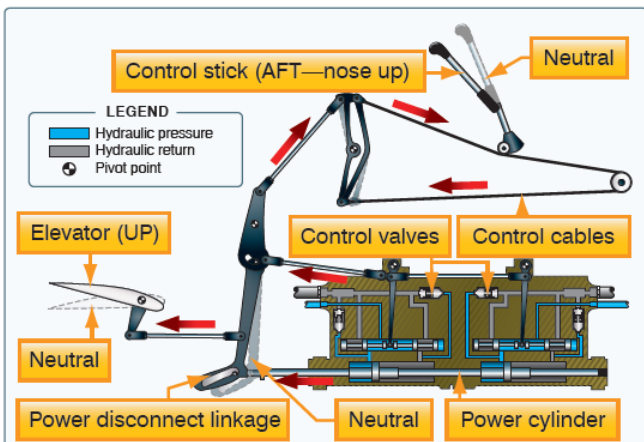 Control stick (AFT—nose up)
Neutral
LEGEND
Hydraulic pressure
Hydraulic return
Pivot point
Elevator (UP)
Control valves
Control cables
Neutral
Power disconnect linkage
Neutral
Power cylinder